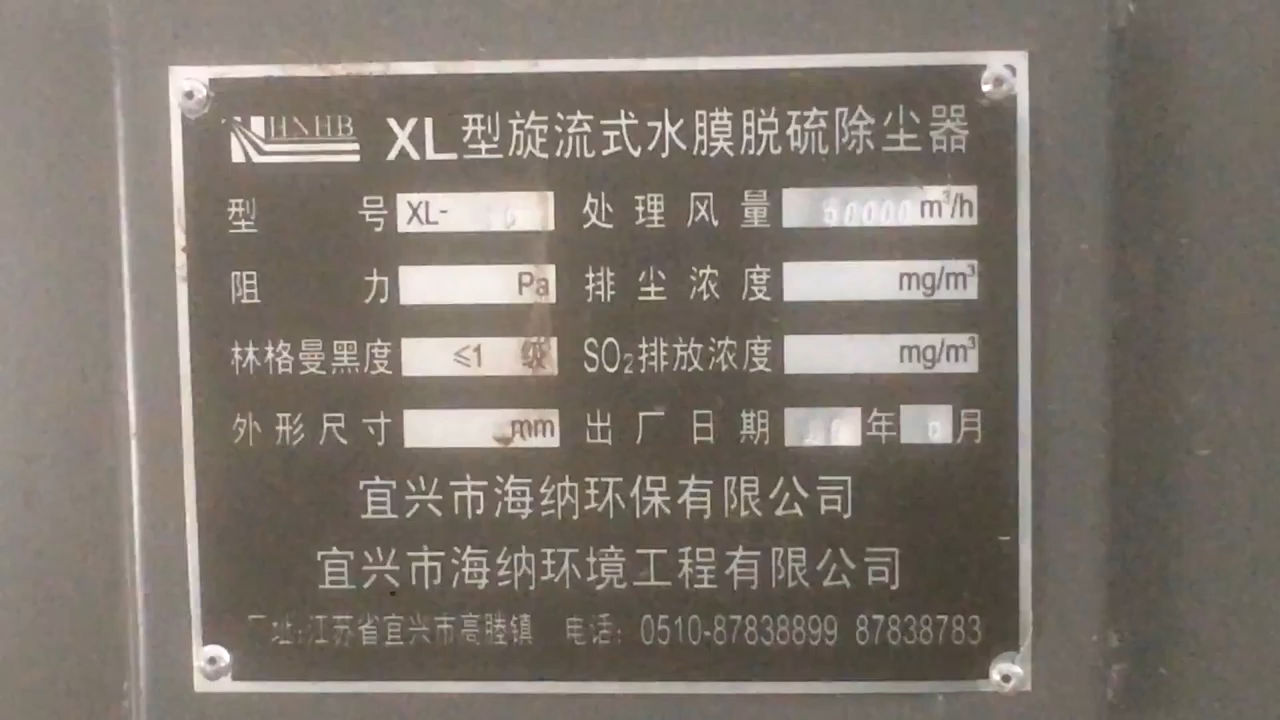 HNHB XL型旋流式水膜脱硫除尘器
型号 XL- 处理风量 m³/h
阻力 Pa 排尘浓度 mg/m³
林格曼黑度 ≤1 级 SO₂排放浓度 mg/m³
外形尺寸 mm 出厂日期 年 月
宜兴市海纳环保有限公司
宜兴市海纳环境工程有限公司
厂址:江苏省宜兴市高塍镇 电话: 0510-87838899 87838783